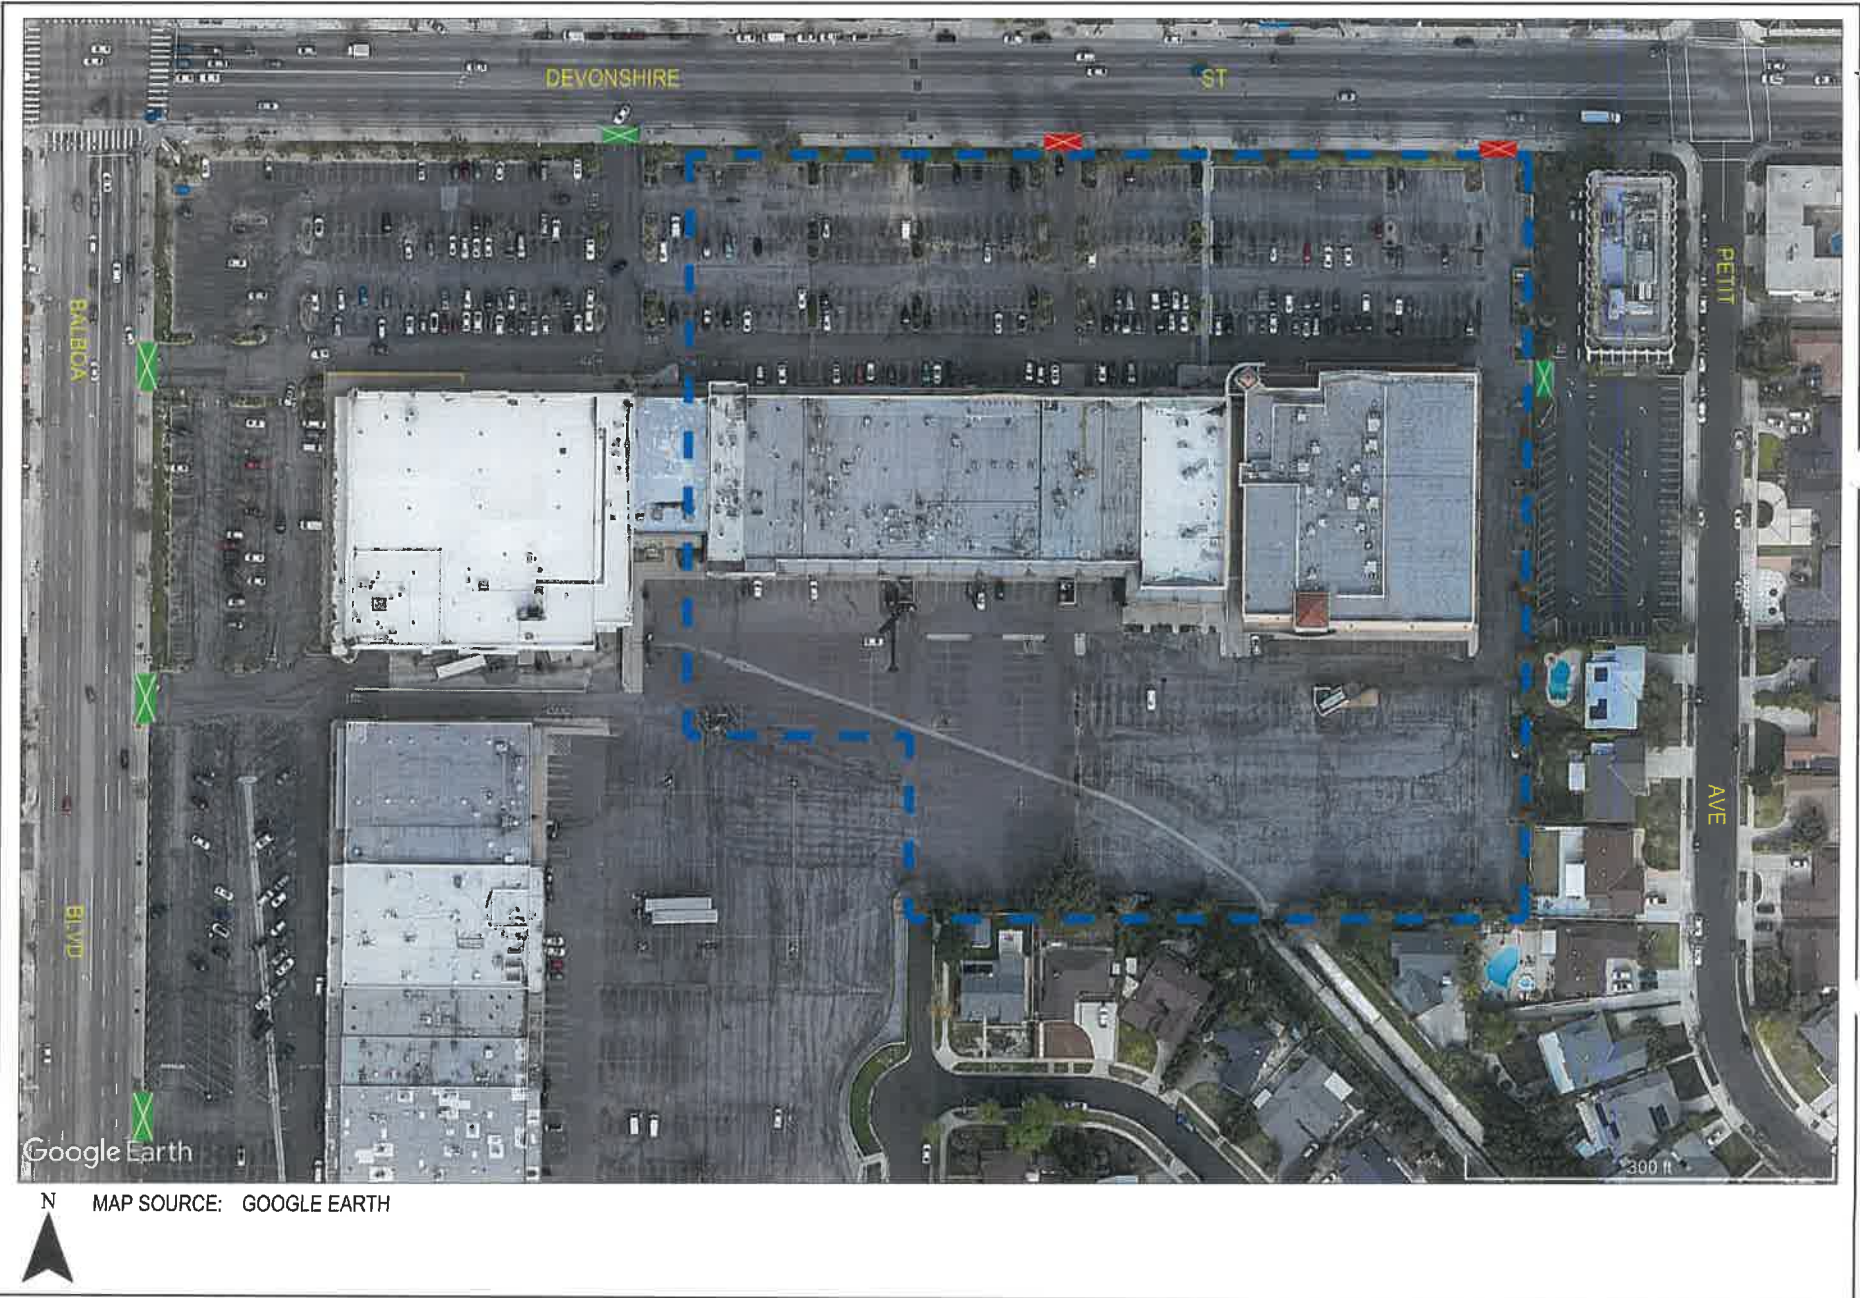 DEVONSHIRE ST
PETIT
BALBOA
AVE
BLVD
Google Earth
300 ft
N
MAP SOURCE: GOOGLE EARTH